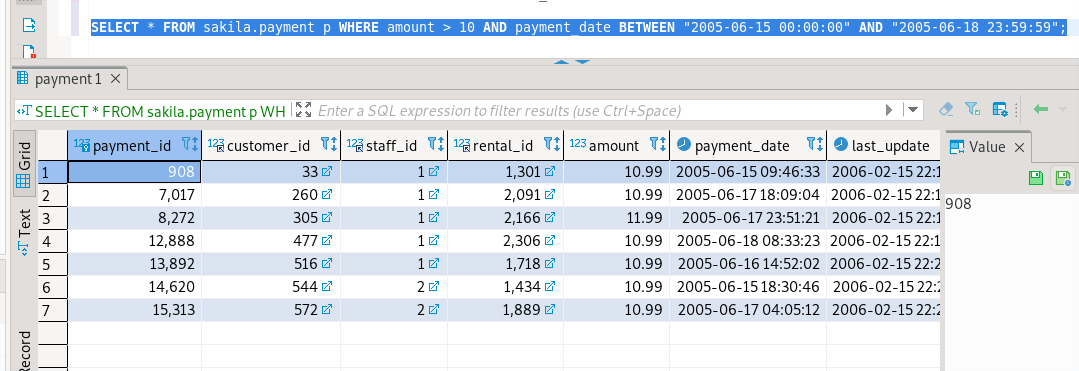 SELECT * FROM sakila.payment p WHERE amount > 10 AND payment_date BETWEEN "2005-06-15 00:00:00" AND "2005-06-18 23:59:59";
payment 1
SELECT * FROM sakila.payment p WH Enter a SQL expression to filter results (use Ctrl+Space)
Grid
Text
Record
123 payment_id 123 customer_id 123 staff_id 123 rental_id 123 amount payment_date last_update
1 908 33 1 1,301 10.99 2005-06-15 09:46:33 2006-02-15 22:1
2 7,017 260 1 2,091 10.99 2005-06-17 18:09:04 2006-02-15 22:1
3 8,272 305 1 2,166 11.99 2005-06-17 23:51:21 2006-02-15 22:1
4 12,888 477 1 2,306 10.99 2005-06-18 08:33:23 2006-02-15 22:1
5 13,892 516 1 1,718 10.99 2005-06-16 14:52:02 2006-02-15 22:2
6 14,620 544 2 1,434 10.99 2005-06-15 18:30:46 2006-02-15 22:2
7 15,313 572 2 1,889 10.99 2005-06-17 04:05:12 2006-02-15 22:2
Value
908